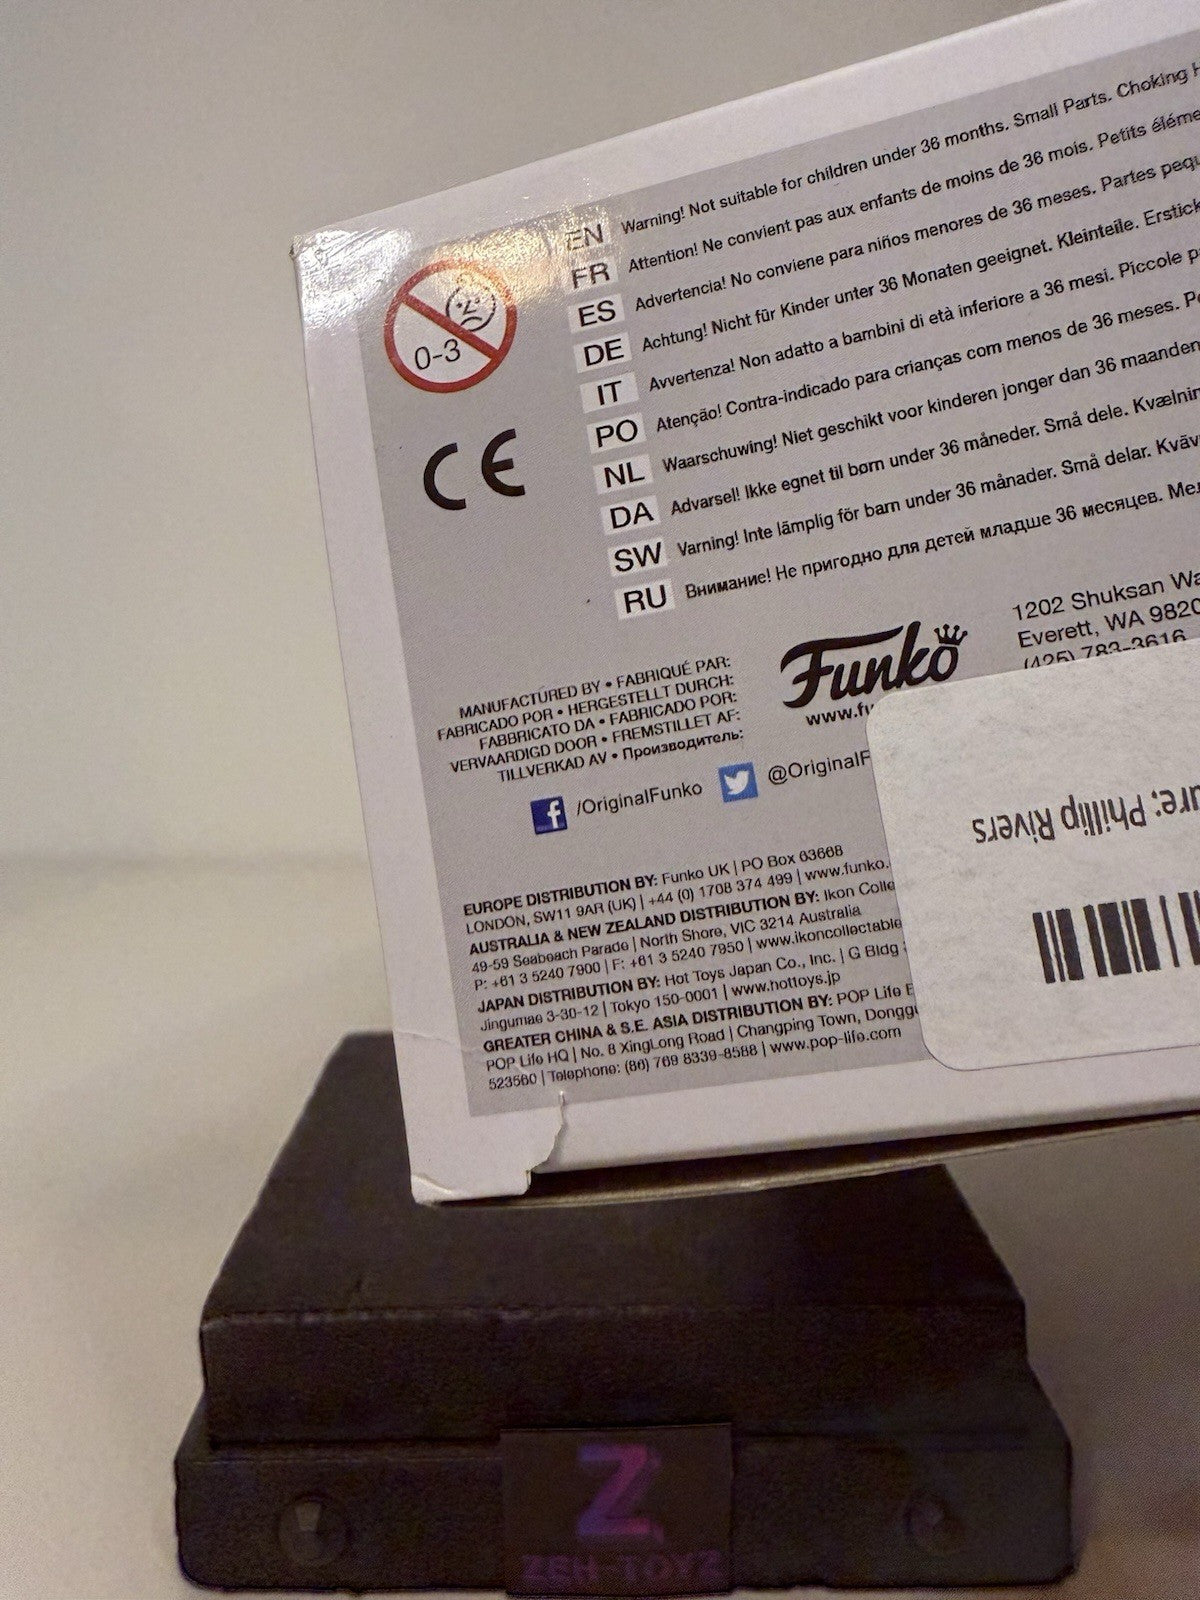 EN Warning! Not suitable for children under 36 months. Small Parts. Choking
FR Attention! Ne convient pas aux enfants de moins de 36 mois. Petits
ES Advertencia! No conviene para niños menores de 36 meses. Partes
DE Achtung! Nicht für Kinder unter 36 Monaten geeignet. Kleinteile.
IT Avvertenza! Non adatto a bambini di età inferiore a 36 mesi. Piccole
PO Atenção! Contra-indicado para crianças com menos de 36 meses.
NL Waarschuwing! Niet geschikt voor kinderen jonger dan 36 maanden
DA Advarsel! Ikke egnet til børn under 36 måneder. Små dele.
SW Varning! Inte lämplig för barn under 36 månader. Små delar.
RU Внимание! Не пригодно для детей младше 36 месяцев.
0-3
CE
MANUFACTURED BY • FABRIQUÉ PAR:
FABRICADO POR • HERGESTELLT DURCH:
FABBRICATO DA • FABRICADO POR:
VERVAARDIGD DOOR • FREMSTILLET AF:
TILLVERKAD AV • Производитель:
Funko
www.fu
1202 Shuksan
Everett, WA 9820
(425) 783-3616
/OriginalFunko
@OriginalF
EUROPE DISTRIBUTION BY: Funko UK | PO Box 63668
LONDON, SW11 9AR (UK) | +44 (0) 1708 374 499 | www.funko.
AUSTRALIA & NEW ZEALAND DISTRIBUTION BY: Ikon Colle
49-59 Seabeach Parade | North Shore, VIC 3214 Australia
P: +61 3 5240 7900 | F: +61 3 5240 7950 | www.ikoncollectable
JAPAN DISTRIBUTION BY: Hot Toys Japan Co., Inc. | G Bldg
Jingumae 3-30-12 | Tokyo 150-0001 | www.hottoys.jp
GREATER CHINA & S.E. ASIA DISTRIBUTION BY: POP Life
POP Life HQ | No. 8 XingLong Road | Changping Town, Dongg
523560 | Telephone: (86) 769 8339-8588 | www.pop-life.com
ure: Phillip Rivers
Z
ZEH-TOYZ